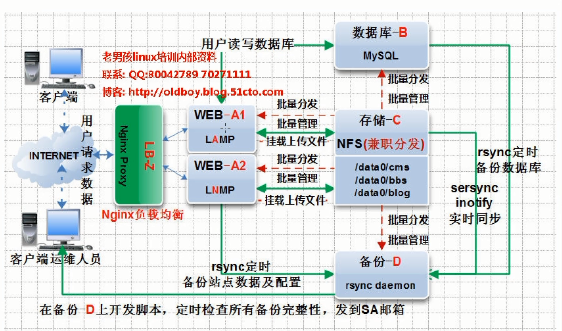 老男孩linux培训内部资料
联系: QQ:80042789 70271111
博客: http://oldboy.blog.51cto.com
用户读写数据库
数据库-B
MySQL
批量分发
批量管理
客户端
用户请求数据
INTERNET
Nginx Proxy
LB-Z
Nginx负载均衡
WEB-A1
LAMP
WEB-A2
LNMP
批量分发
批量管理
挂载上传文件
批量分发
批量管理
挂载上传文件
存储-C
NFS(兼职分发)
/data0/cms
/data0/bbs
/data0/blog
rsync定时
备份数据库
sersync
inotify
实时同步
客户端运维人员
rsync定时
备份站点数据及配置
批量分发
批量管理
备份-D
rsync daemon
在备份-D上开发脚本，定时检查所有备份完整性，发到SA邮箱